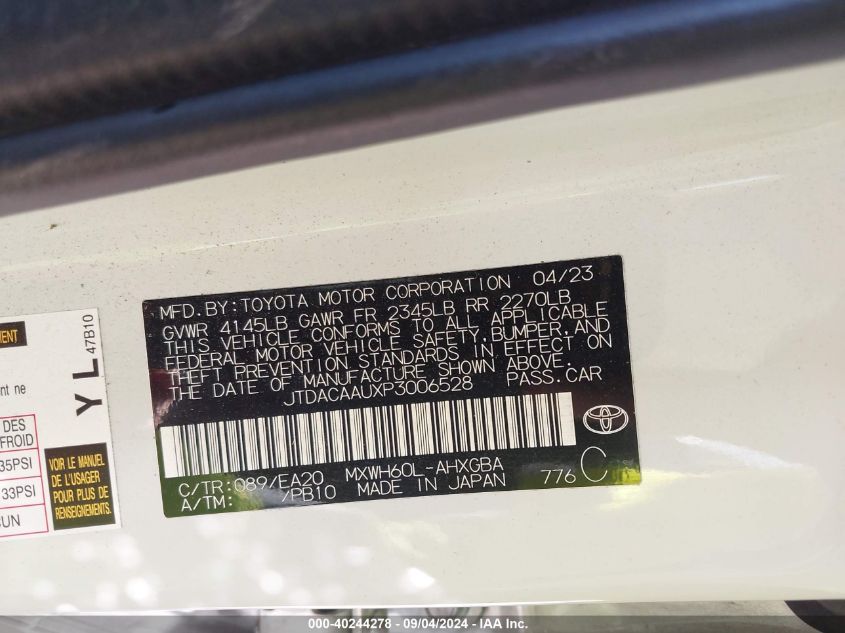 MFD.BY:TOYOTA MOTOR CORPORATION 04/23
GVWR 4145LB GAWR FR 2345LB RR 2270LB
THIS VEHICLE CONFORMS TO ALL APPLICABLE
FEDERAL MOTOR VEHICLE SAFETY,BUMPER,AND
THEFT PREVENTION STANDARDS IN EFFECT ON
THE DATE OF MANUFACTURE SHOWN ABOVE.
JTDACAAUXP3006528 PASS.CAR
C/TR:089/EA20 MXWH60L-AHXGBA
A/TM: /PB10 MADE IN JAPAN 776 C
YL
47B10
ent ne
DES
FROID
35PSI
33PSI
VOIR LE MANUEL
DE L'USAGER
POUR PLUS DE
RENSEIGNEMENTS.
000-40244278 - 09/04/2024 - IAA Inc.